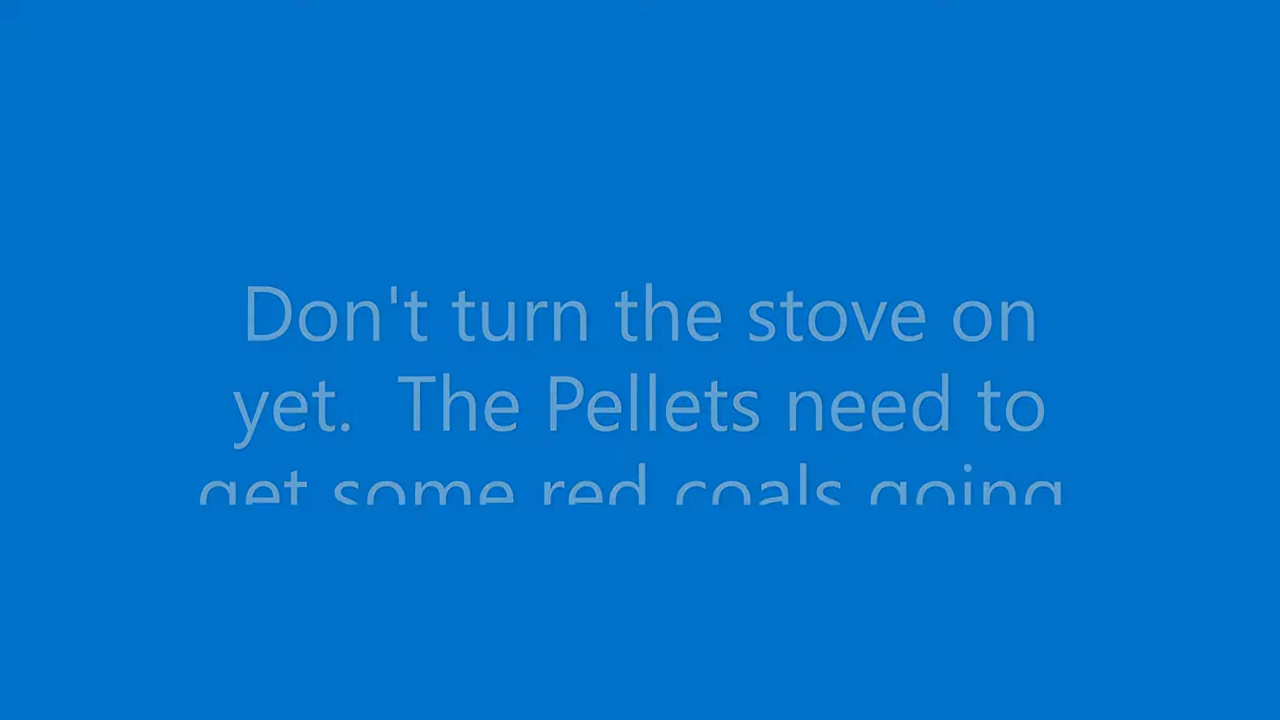 Don't turn the stove on
yet.  The Pellets need to
get some red coals going